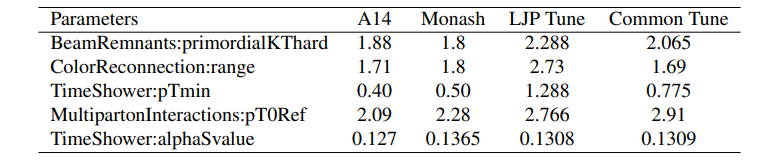 Parameters A14 Monash LJP Tune Common Tune
BeamRemnants:primordialKThard 1.88 1.8 2.288 2.065
ColorReconnection:range 1.71 1.8 2.73 1.69
TimeShower:pTmin 0.40 0.50 1.288 0.775
MultipartonInteractions:pT0Ref 2.09 2.28 2.766 2.91
TimeShower:alphaSvalue 0.127 0.1365 0.1308 0.1309